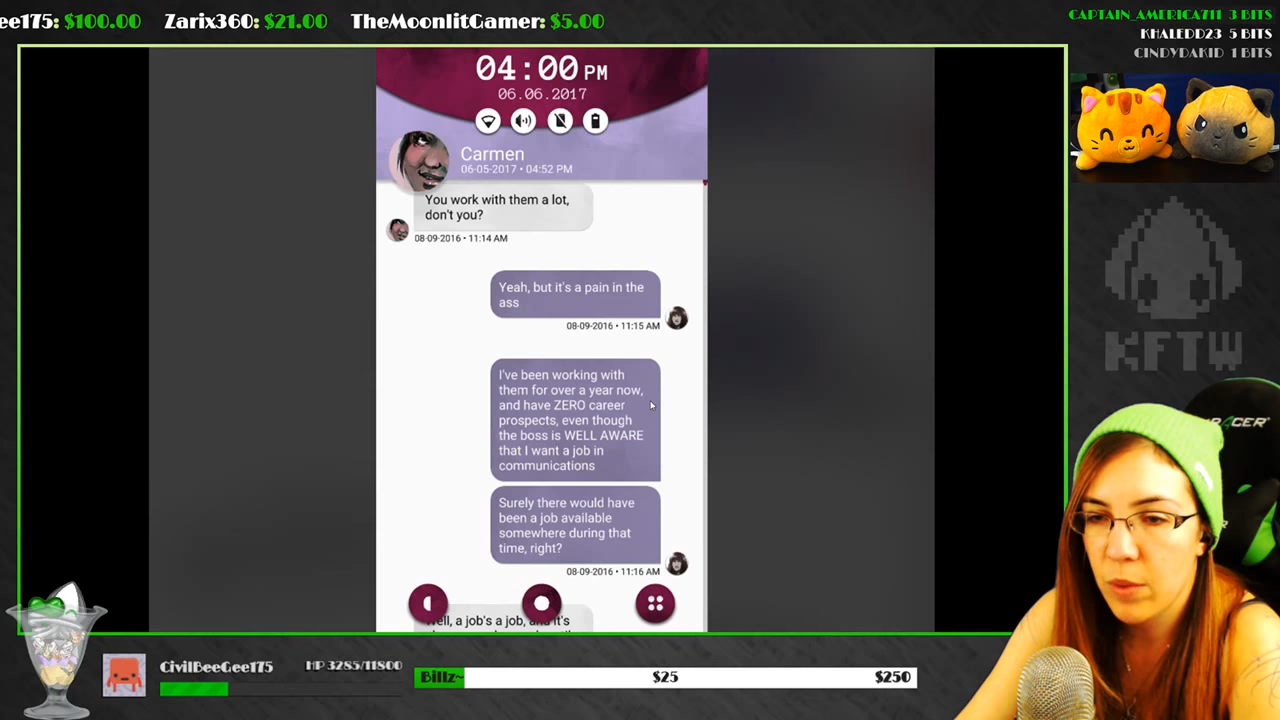 ee175: $100.00 Zarix360: $21.00 TheMoonlitGamer: $5.00
CAPTAIN_AMERICA711 3 BITS
KHALEDD23 5 BITS
CINDYDAKID 1 BITS
04:00 PM
06.06.2017
Carmen
06-05-2017 • 04:52 PM
You work with them a lot,
don't you?
08-09-2016 • 11:14 AM
Yeah, but it's a pain in the
ass
08-09-2016 • 11:15 AM
I've been working with
them for over a year now,
and have ZERO career
prospects, even though
the boss is WELL AWARE
that I want a job in
communications
Surely there would have
been a job available
somewhere during that
time, right?
08-09-2016 • 11:16 AM
Well, a job's a job, and it's
KFTW
CivilBeeGee175 HP 3285/11800
Billz~ $25 $250